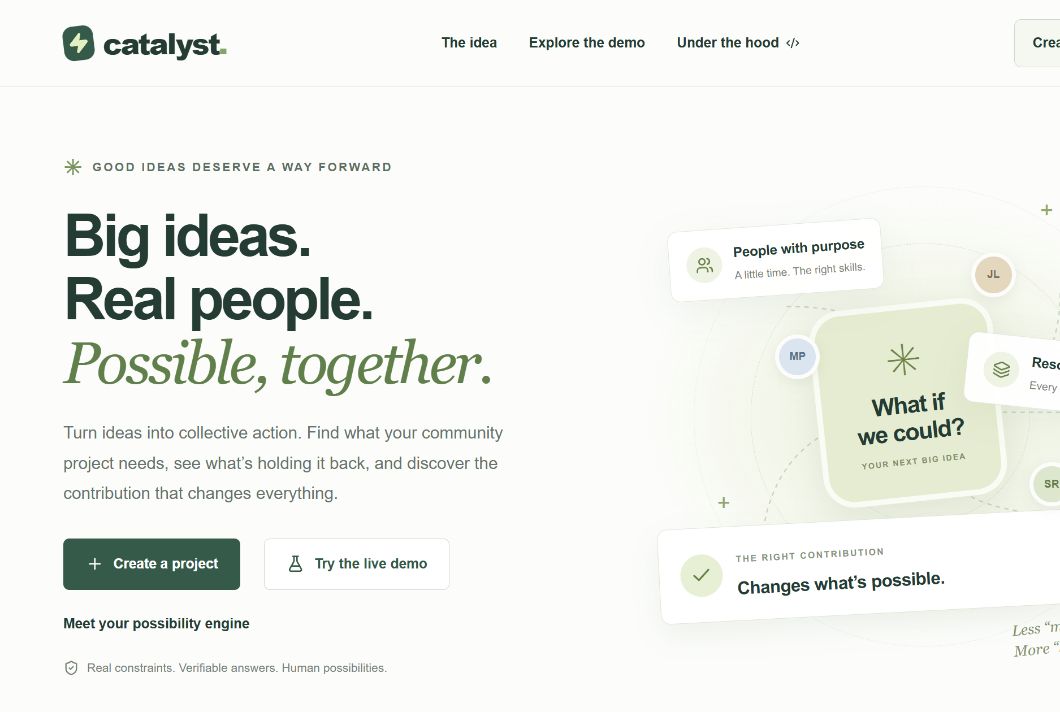 catalyst.
The idea
Explore the demo
Under the hood </>
GOOD IDEAS DESERVE A WAY FORWARD
Big ideas.
Real people.
Possible, together.
Turn ideas into collective action. Find what your community
project needs, see what’s holding it back, and discover the
contribution that changes everything.
+ Create a project
Try the live demo
Meet your possibility engine
Real constraints. Verifiable answers. Human possibilities.
People with purpose
A little time. The right skills.
JL
MP
Every
What if
we could?
YOUR NEXT BIG IDEA
SR
THE RIGHT CONTRIBUTION
Changes what’s possible.
Less
More